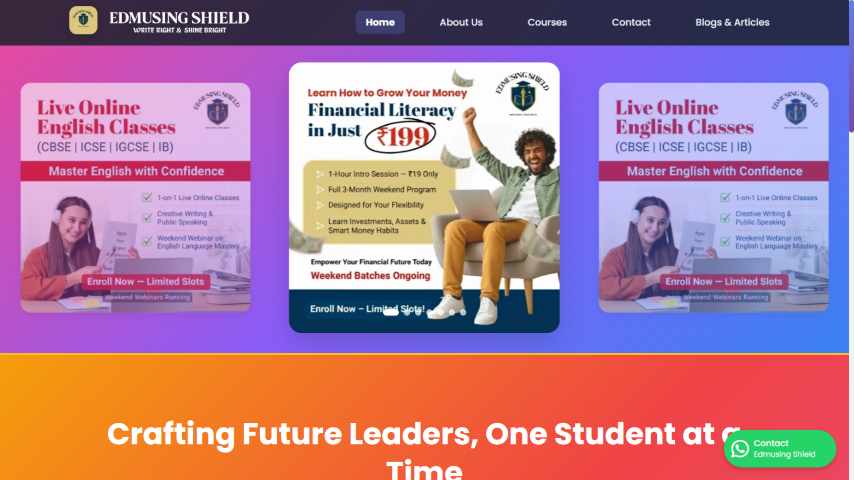 EDMUSING SHIELD
WRITE RIGHT & SHINE BRIGHT
Home
About Us
Courses
Contact
Blogs & Articles
Live Online
English Classes
(CBSE | ICSE | IGCSE | IB)
Master English with Confidence
1-on-1 Live Online Classes
Creative Writing &
Public Speaking
Weekend Webinar on
English Language Mastery
Enroll Now — Limited Slots
Weekend Webinars Running
EDMUSING SHIELD
Learn How to Grow Your Money
Financial Literacy
in Just ₹199
1-Hour Intro Session — ₹19 Only
Full 3-Month Weekend Program
Designed for Your Flexibility
Learn Investments, Assets &
Smart Money Habits
Empower Your Financial Future Today
Weekend Batches Ongoing
Enroll Now – Limited Slots!
EDMUSING SHIELD
Live Online
English Classes
(CBSE | ICSE | IGCSE | IB)
Master English with Confidence
1-on-1 Live Online Classes
Creative Writing &
Public Speaking
Weekend Webinar on
English Language Mastery
Enroll Now — Limited Slots
Weekend Webinars Running
EDMUSING SHIELD
Crafting Future Leaders, One Student at a
Time
Contact
Edmusing Shield